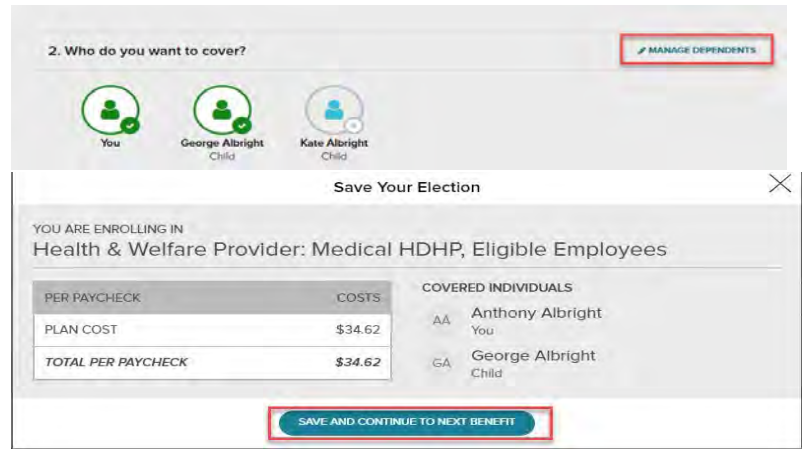 2. Who do you want to cover?
MANAGE DEPENDENTS
You
George Albright
Child
Kate Albright
Child
Save Your Election
YOU ARE ENROLLING IN
Health & Welfare Provider: Medical HDHP, Eligible Employees
PER PAYCHECK COSTS
PLAN COST $34.62
TOTAL PER PAYCHECK $34.62
COVERED INDIVIDUALS
AA Anthony Albright
You
GA George Albright
Child
SAVE AND CONTINUE TO NEXT BENEFIT